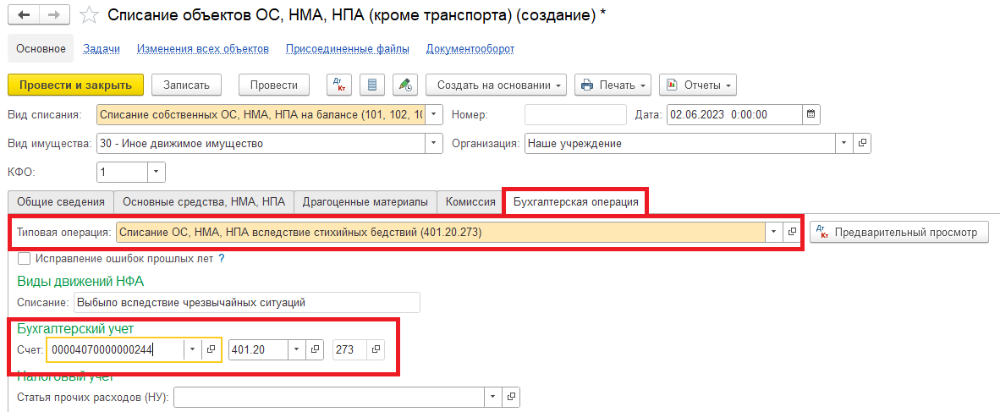 Списание объектов ОС, НМА, НПА (кроме транспорта) (создание) *
Основное Задачи Изменения всех объектов Присоединенные файлы Документооборот
Провести и закрыть Записать Провести Дт Кт Создать на основании Печать Отчеты
Вид списания: Списание собственных ОС, НМА, НПА на балансе (101, 102, 10 Номер: Дата: 02.06.2023 0:00:00
Вид имущества: 30 - Иное движимое имущество Организация: Наше учреждение
КФО: 1
Общие сведения Основные средства, НМА, НПА Драгоценные материалы Комиссия Бухгалтерская операция
Типовая операция: Списание ОС, НМА, НПА вследствие стихийных бедствий (401.20.273) Дт Кт Предварительный просмотр
Исправление ошибок прошлых лет ?
Виды движений НФА
Списание: Выбыло вследствие чрезвычайных ситуаций
Бухгалтерский учет
Счет: 00004070000000244 401.20 273
Налоговый учет
Статья прочих расходов (НУ):